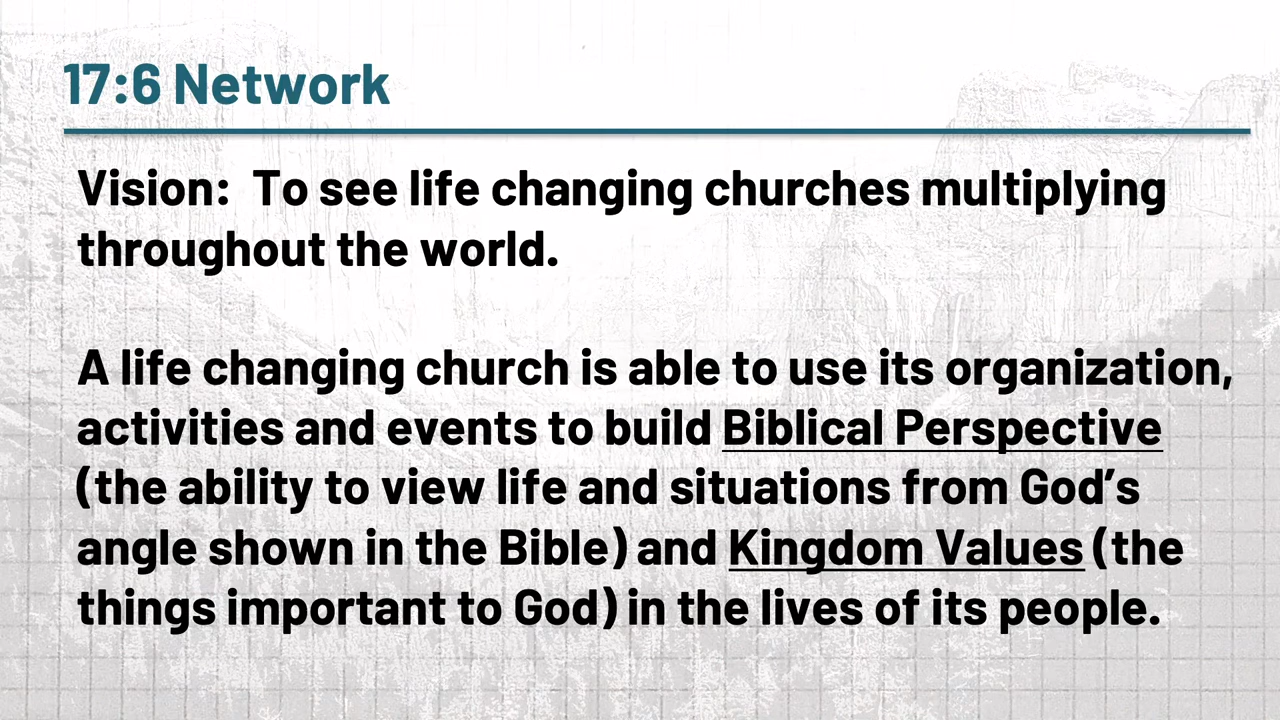 17:6 Network
Vision:  To see life changing churches multiplying
throughout the world.
A life changing church is able to use its organization,
activities and events to build Biblical Perspective
(the ability to view life and situations from God’s
angle shown in the Bible) and Kingdom Values (the
things important to God) in the lives of its people.